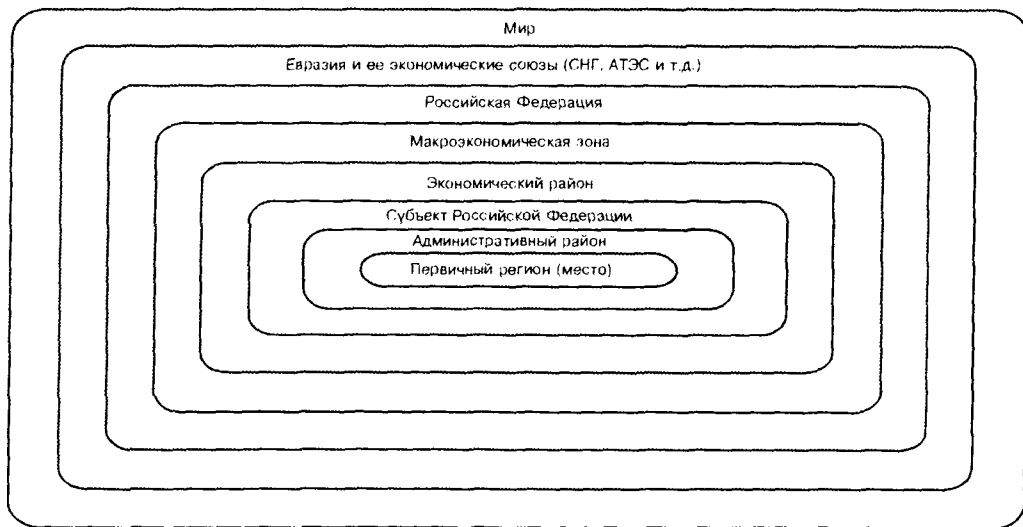 Мир
Евразия и ее экономические союзы (СНГ, АТЭС и т.д.)
Российская Федерация
Макроэкономическая зона
Экономический район
Субъект Российской Федерации
Административный район
Первичный регион (место)